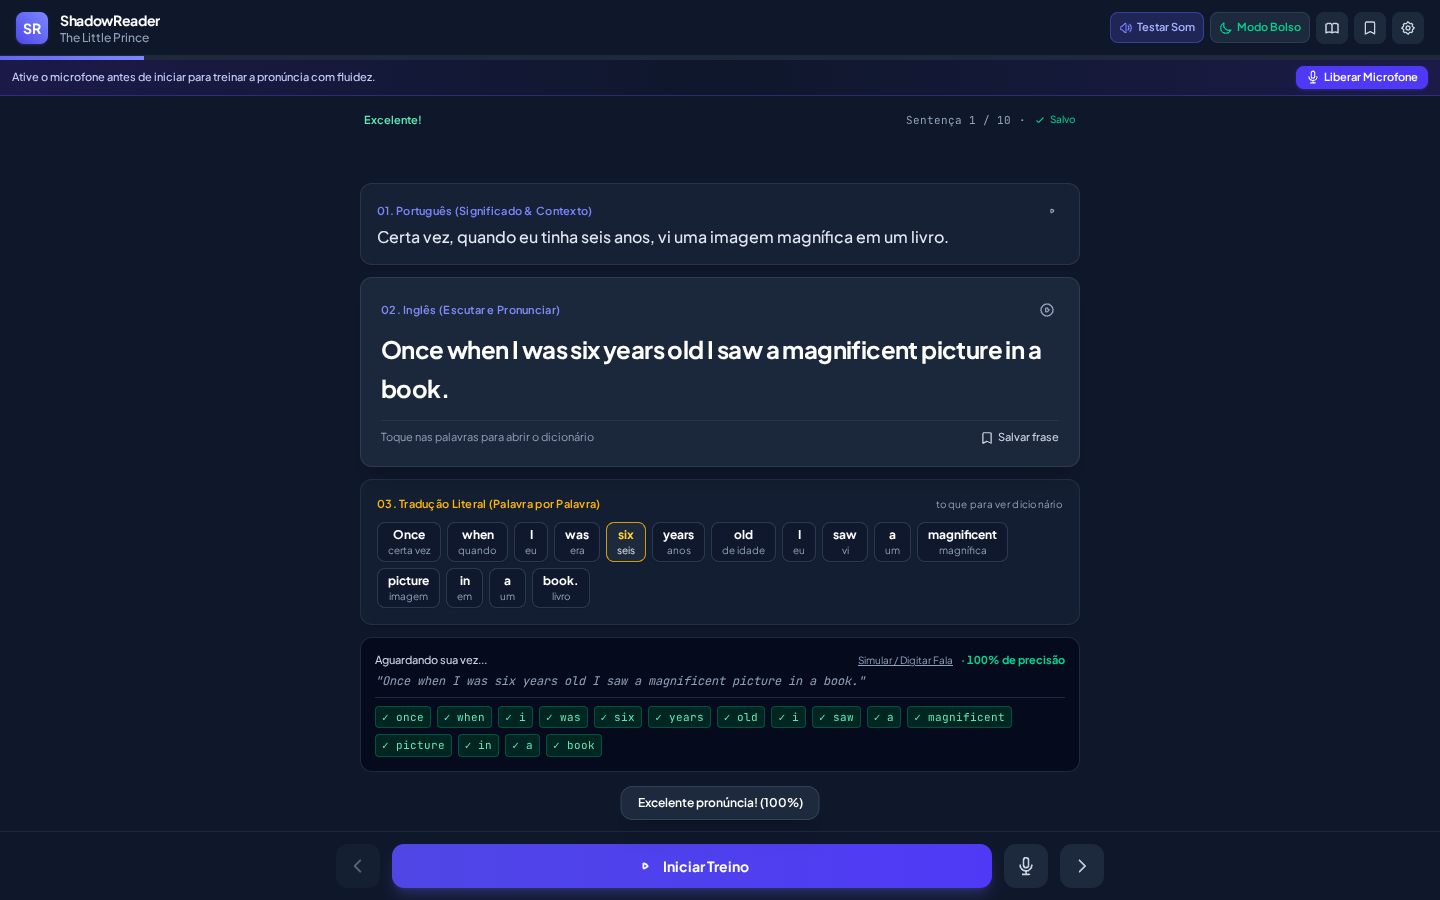 SR
ShadowReader
The Little Prince
Testar Som
Modo Bolso
Ative o microfone antes de iniciar para treinar a pronúncia com fluidez.
Liberar Microfone
Excelente!
Sentença 1 / 10 · ✓ Salvo
01. Português (Significado & Contexto)
Certa vez, quando eu tinha seis anos, vi uma imagem magnífica em um livro.
02. Inglês (Escutar e Pronunciar)
Once when I was six years old I saw a magnificent picture in a
book.
Toque nas palavras para abrir o dicionário
Salvar frase
03. Tradução Literal (Palavra por Palavra)
toque para ver dicionário
Once when I was six years old I saw a magnificent
certa vez quando eu era seis anos de idade eu vi um magnífica
picture in a book.
imagem em um livro
Aguardando sua vez...
Simular / Digitar Fala · 100% de precisão
"Once when I was six years old I saw a magnificent picture in a book."
✓ once ✓ when ✓ i ✓ was ✓ six ✓ years ✓ old ✓ i ✓ saw ✓ a ✓ magnificent
✓ picture ✓ in ✓ a ✓ book
Excelente pronúncia! (100%)
Iniciar Treino